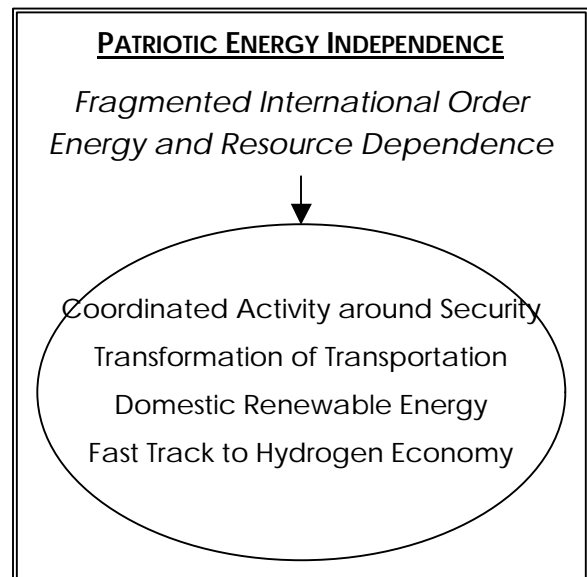 PATRIOTIC ENERGY INDEPENDENCE
Fragmented International Order
Energy and Resource Dependence
Coordinated Activity around Security
Transformation of Transportation
Domestic Renewable Energy
Fast Track to Hydrogen Economy